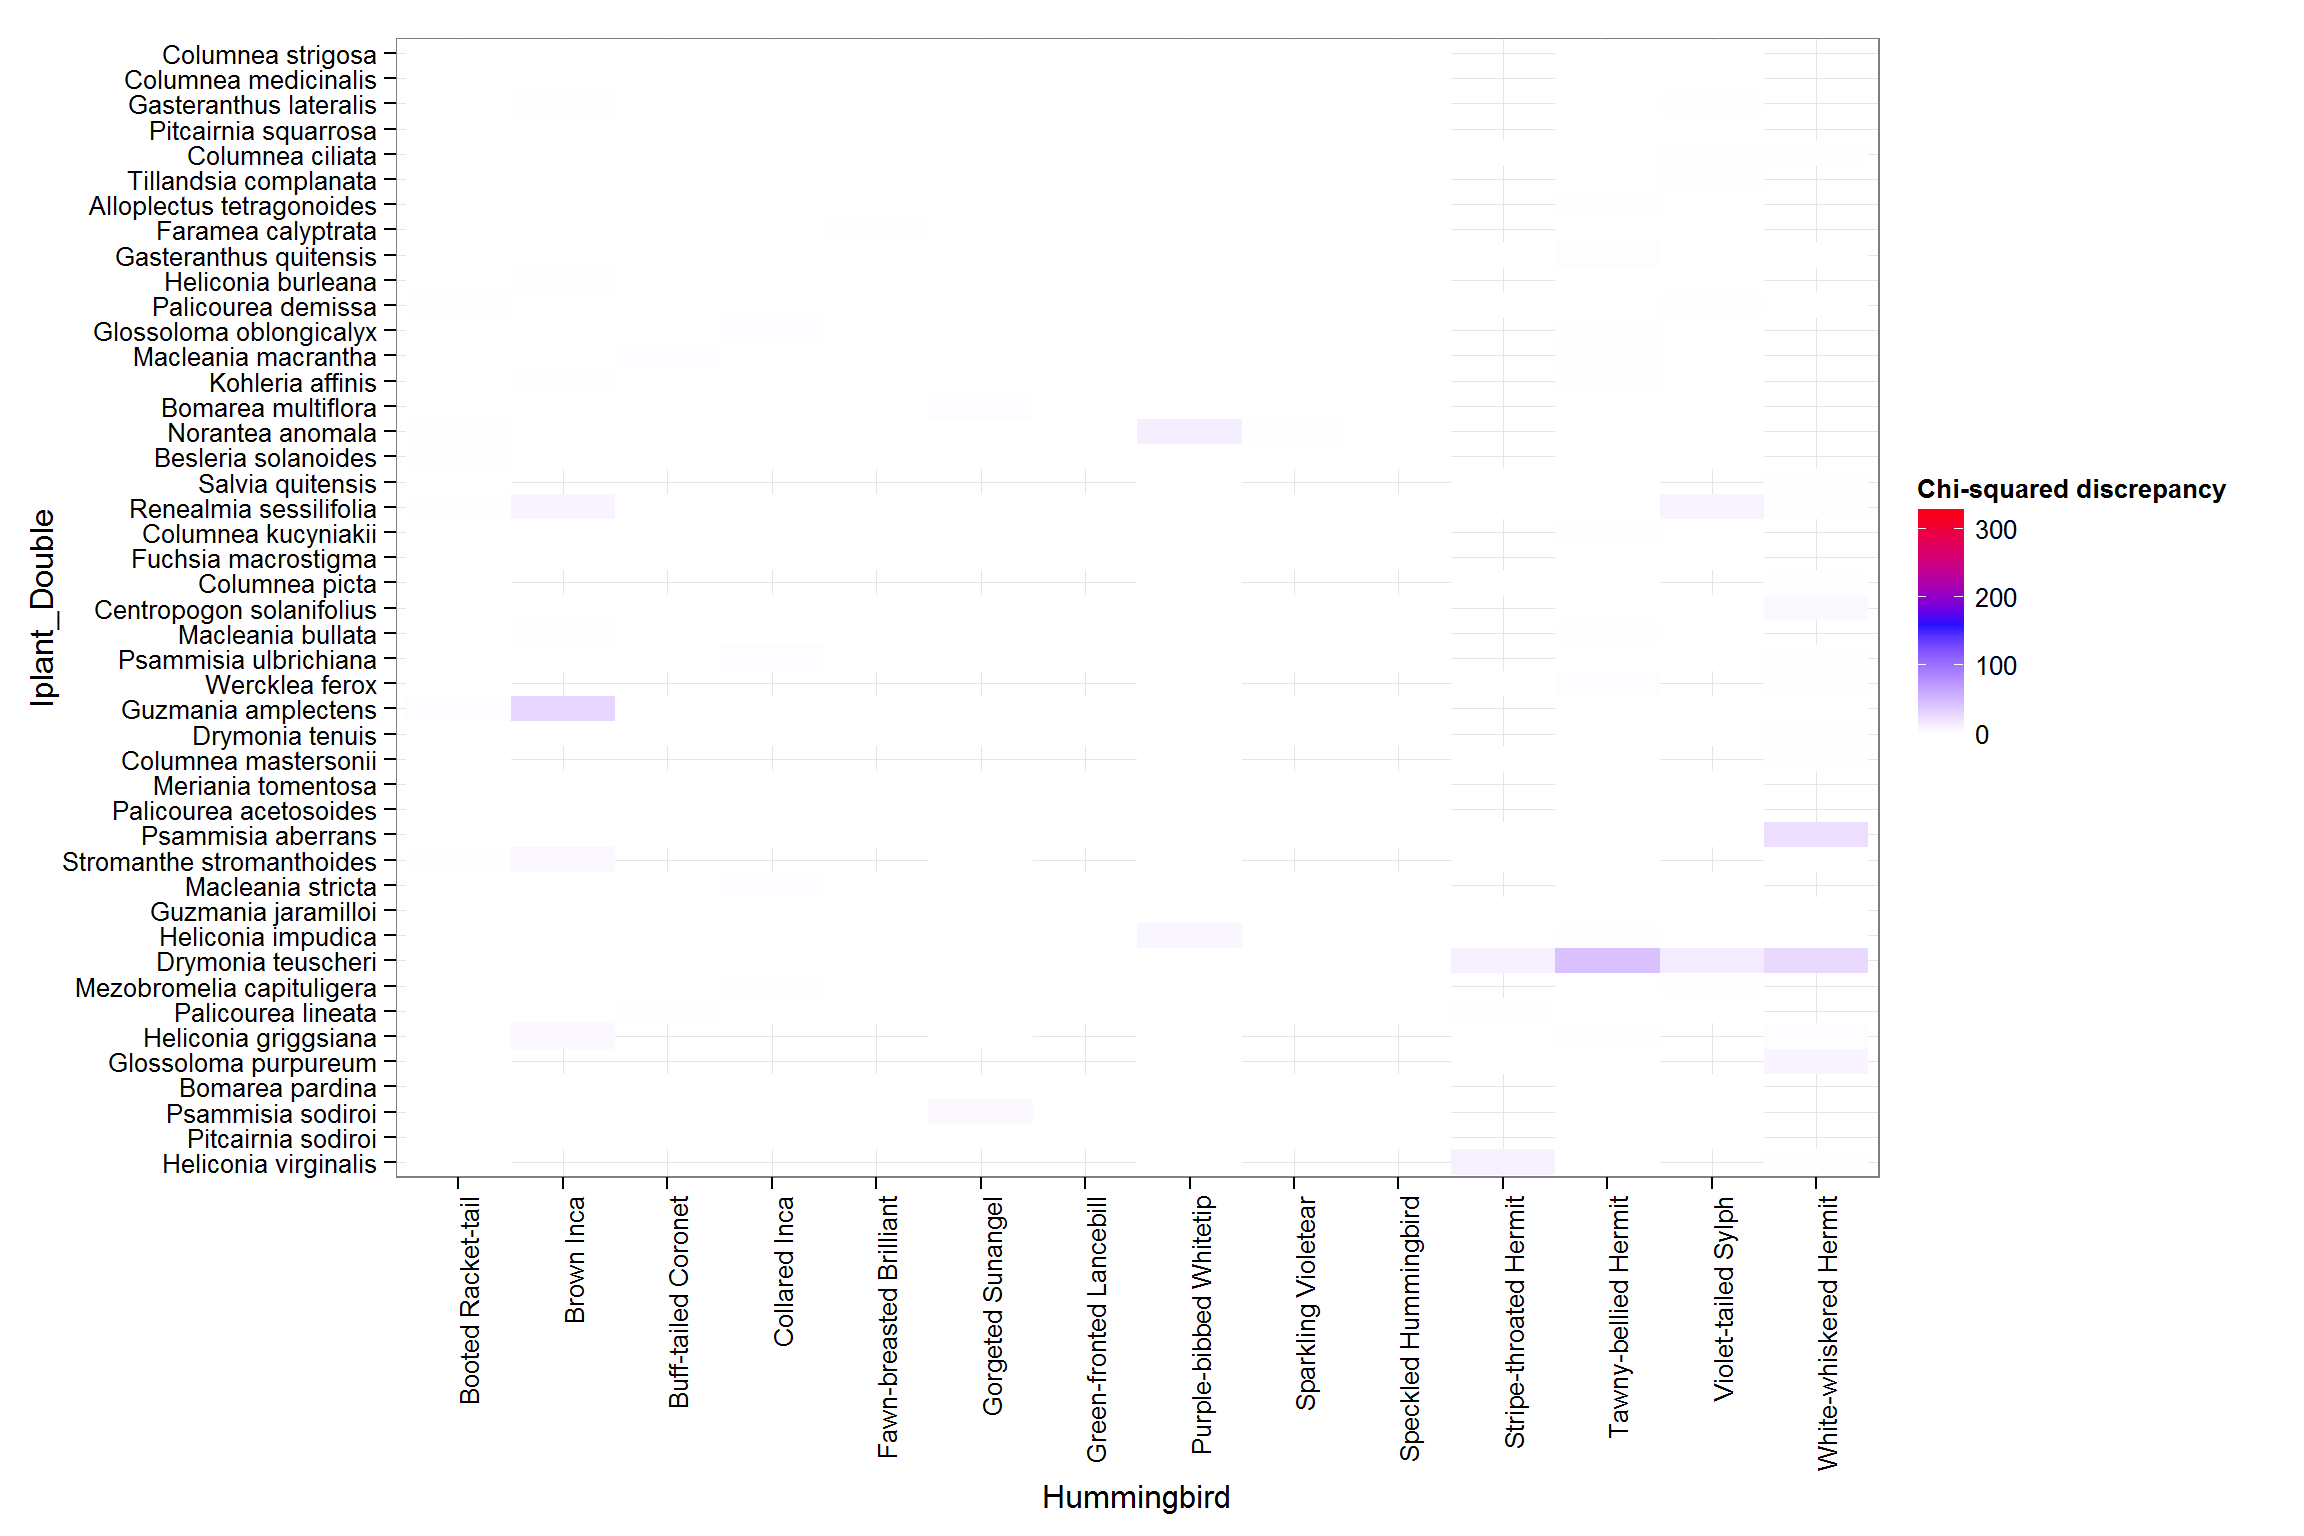 Iplant_Double
Columnea strigosa
Columnea medicinalis
Gasteranthus lateralis
Pitcairnia squarrosa
Columnea ciliata
Tillandsia complanata
Alloplectus tetragonoides
Faramea calyptrata
Gasteranthus quitensis
Heliconia burleana
Palicourea demissa
Glossoloma oblongicalyx
Macleania macrantha
Kohleria affinis
Bomarea multiflora
Norantea anomala
Besleria solanoides
Salvia quitensis
Renealmia sessilifolia
Columnea kucyniakii
Fuchsia macrostigma
Columnea picta
Centropogon solanifolius
Macleania bullata
Psammisia ulbrichiana
Wercklea ferox
Guzmania amplectens
Drymonia tenuis
Columnea mastersonii
Meriania tomentosa
Palicourea acetosoides
Psammisia aberrans
Stromanthe stromanthoides
Macleania stricta
Guzmania jaramilloi
Heliconia impudica
Drymonia teuscheri
Mezobromelia capituligera
Palicourea lineata
Heliconia griggsiana
Glossoloma purpureum
Bomarea pardina
Psammisia sodiroi
Pitcairnia sodiroi
Heliconia virginalis
Booted Racket-tail
Brown Inca
Buff-tailed Coronet
Collared Inca
Fawn-breasted Brilliant
Gorgeted Sunangel
Green-fronted Lancebill
Purple-bibbed Whitetip
Sparkling Violetear
Speckled Hummingbird
Stripe-throated Hermit
Tawny-bellied Hermit
Violet-tailed Sylph
White-whiskered Hermit
Hummingbird
Chi-squared discrepancy
300
200
100
0